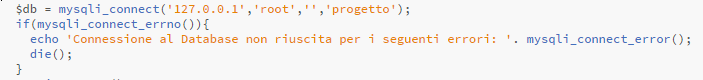 $db = mysqli_connect('127.0.0.1','root','','progetto');
if(mysqli_connect_errno()){
echo 'Connessione al Database non riuscita per i seguenti errori: '. mysqli_connect_error();
die();
}